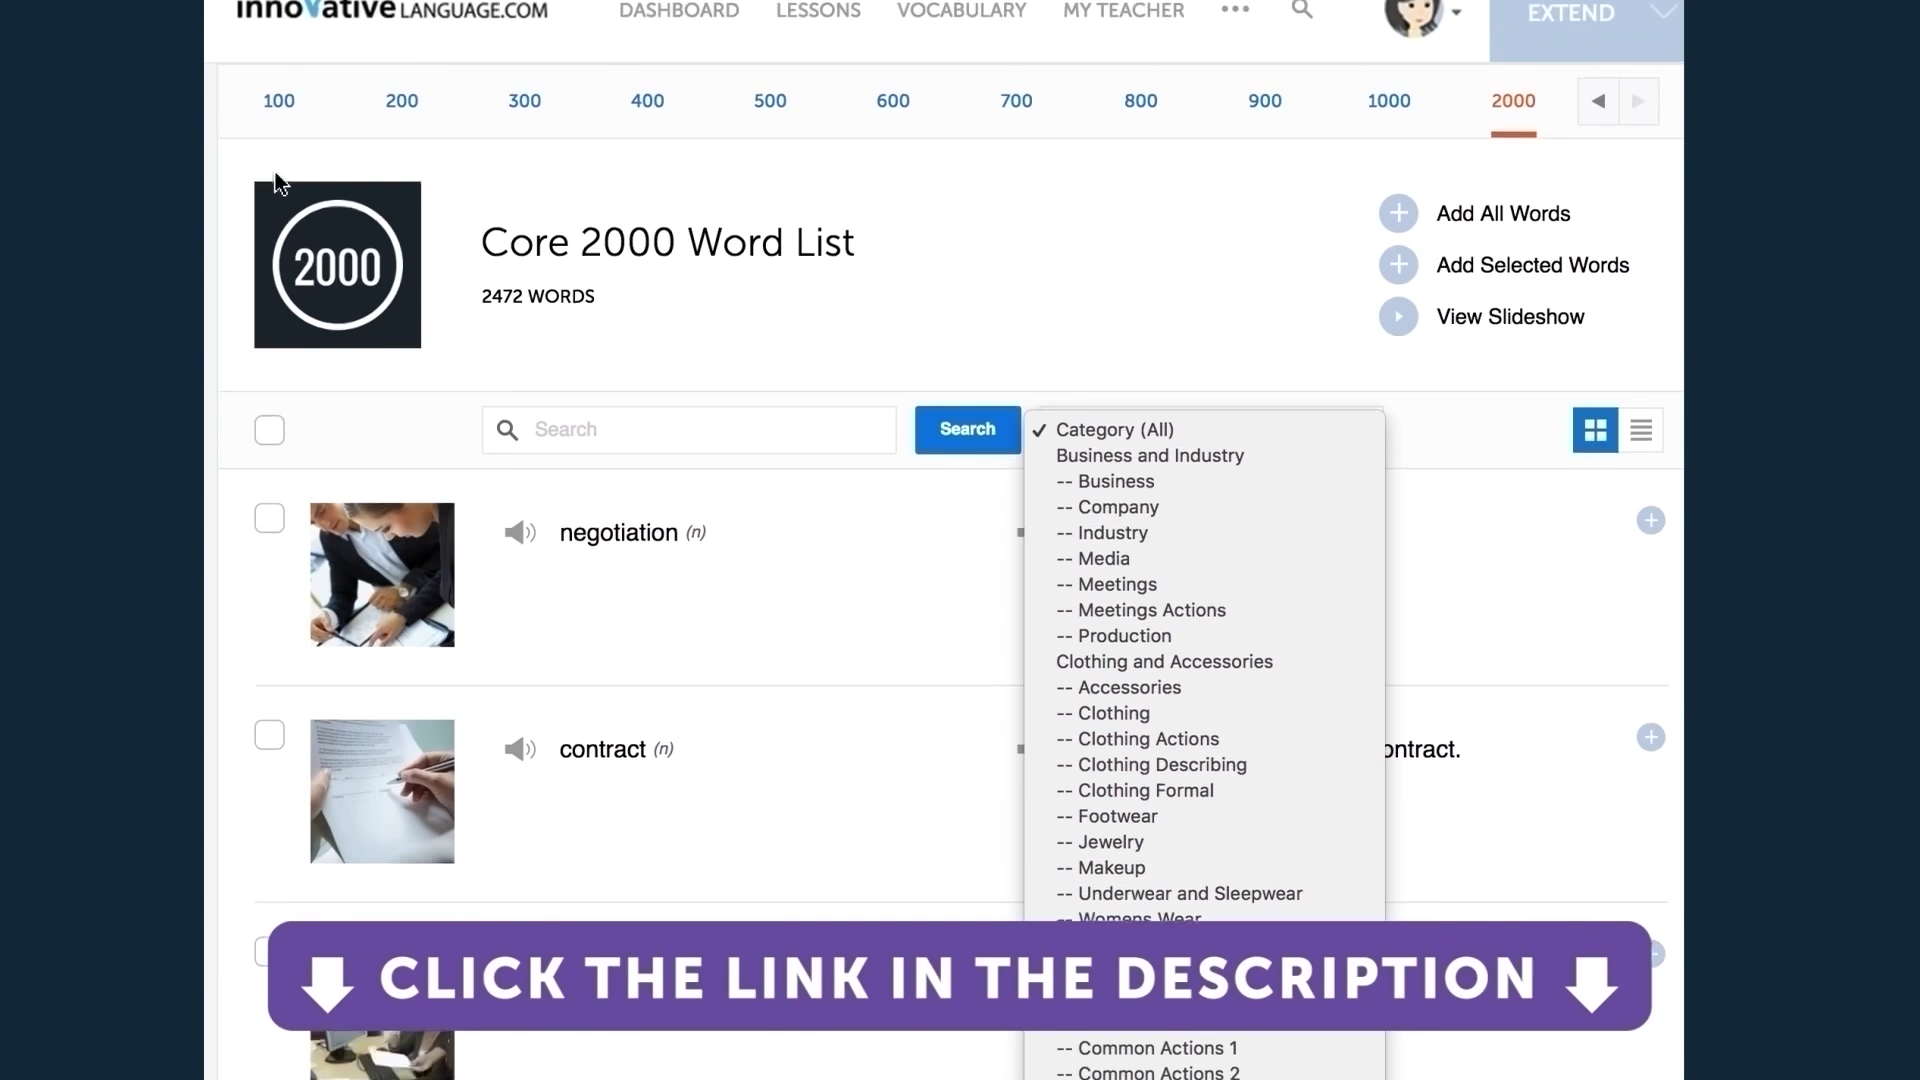 innoVative LANGUAGE.COM
DASHBOARD LESSONS VOCABULARY MY TEACHER ••• EXTEND
100 200 300 400 500 600 700 800 900 1000 2000
2000
Core 2000 Word List
2472 WORDS
Add All Words
Add Selected Words
View Slideshow
Search
Search
✓ Category (All)
Business and Industry
-- Business
-- Company
-- Industry
-- Media
-- Meetings
-- Meetings Actions
-- Production
Clothing and Accessories
-- Accessories
-- Clothing
-- Clothing Actions
-- Clothing Describing
-- Clothing Formal
-- Footwear
-- Jewelry
-- Makeup
-- Underwear and Sleepwear
-- Womens Wear
-- Common Actions 1
-- Common Actions 2
negotiation (n)
contract (n)
ontract.
CLICK THE LINK IN THE DESCRIPTION